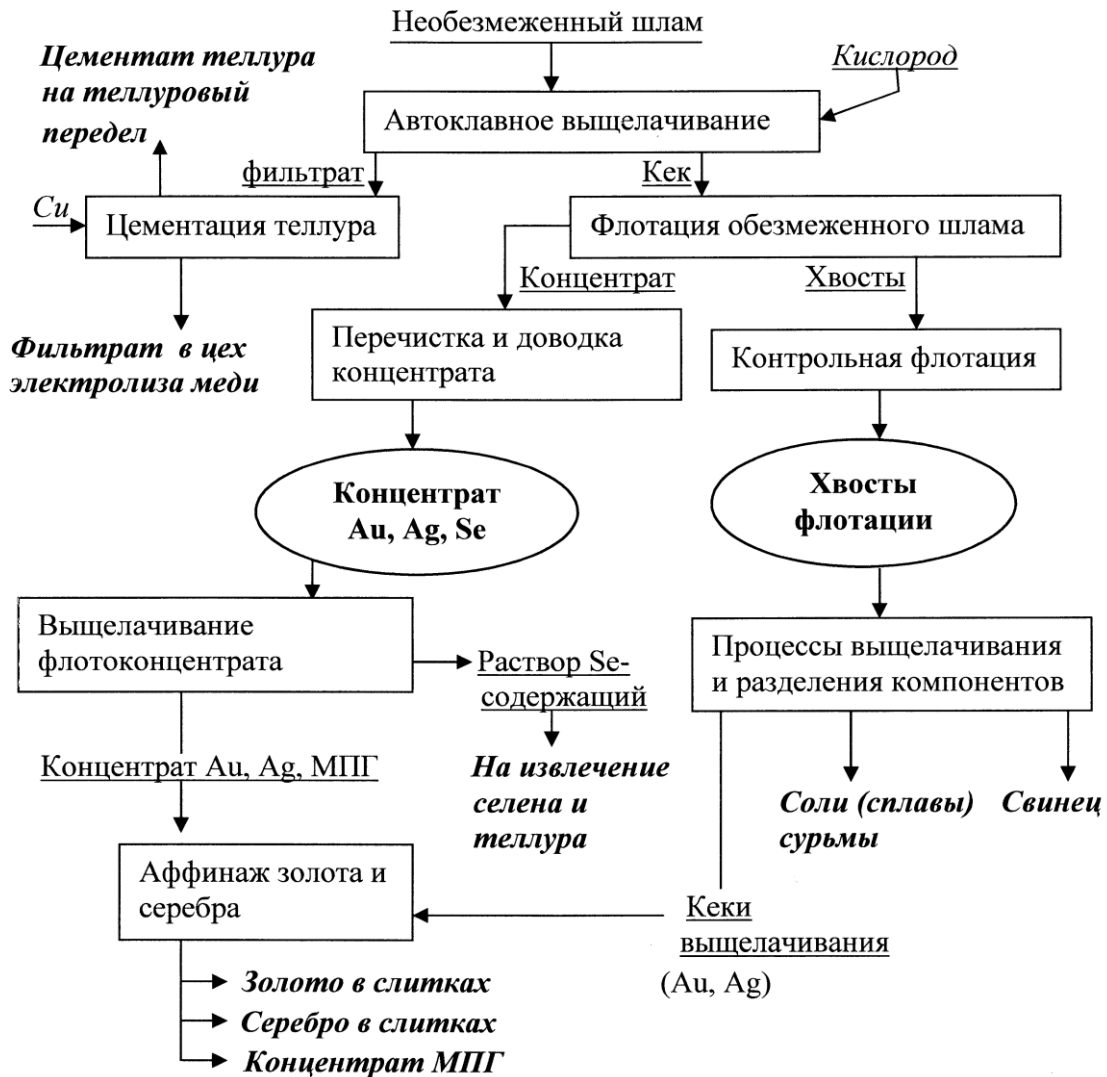 Необезмеженный шлам
Цементат теллура
на теллуровый
передел
Кислород
Автоклавное выщелачивание
фильтрат
Кек
Cu
Цементация теллура
Флотация обезмеженного шлама
Концентрат
Хвосты
Фильтрат в цех
электролиза меди
Перечистка и доводка
концентрата
Контрольная флотация
Концентрат
Au, Ag, Se
Хвосты
флотации
Выщелачивание
флотоконцентрата
Раствор Se-
содержащий
Процессы выщелачивания
и разделения компонентов
Концентрат Au, Ag, МПГ
На извлечение
селена и
теллура
Соли (сплавы)
сурьмы
Свинец
Аффинаж золота и
серебра
Кеки
выщелачивания
(Au, Ag)
Золото в слитках
Серебро в слитках
Концентрат МПГ